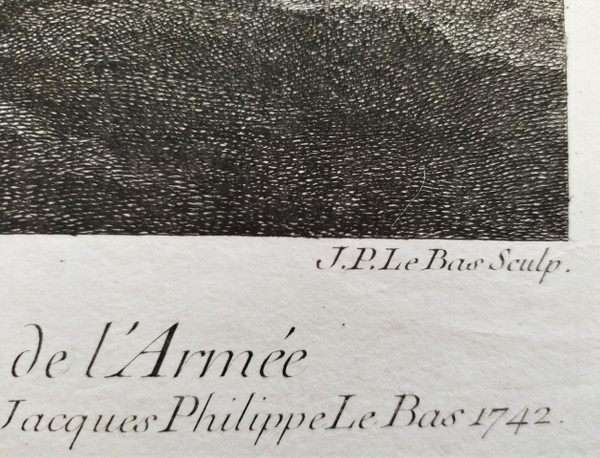 J.P. Le Bas Sculp.
de l'Armée
Jacques Philippe Le Bas 1742.